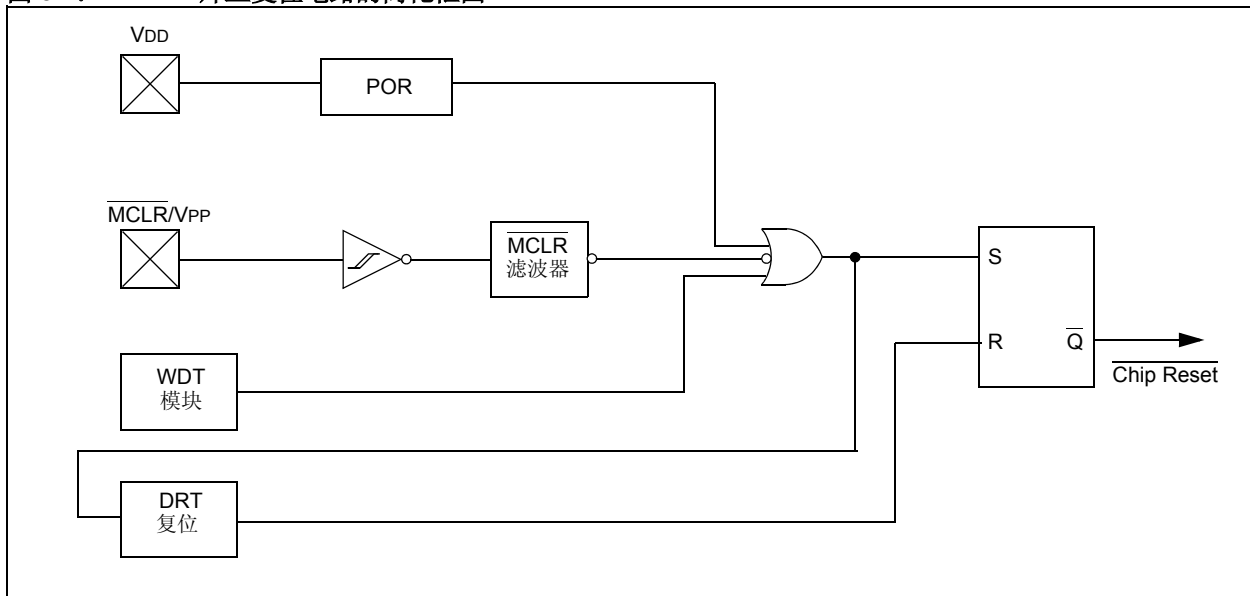 VDD
POR
MCLR/VPP
MCLR
滤波器
S
R
Q
Chip Reset
WDT
模块
DRT
复位